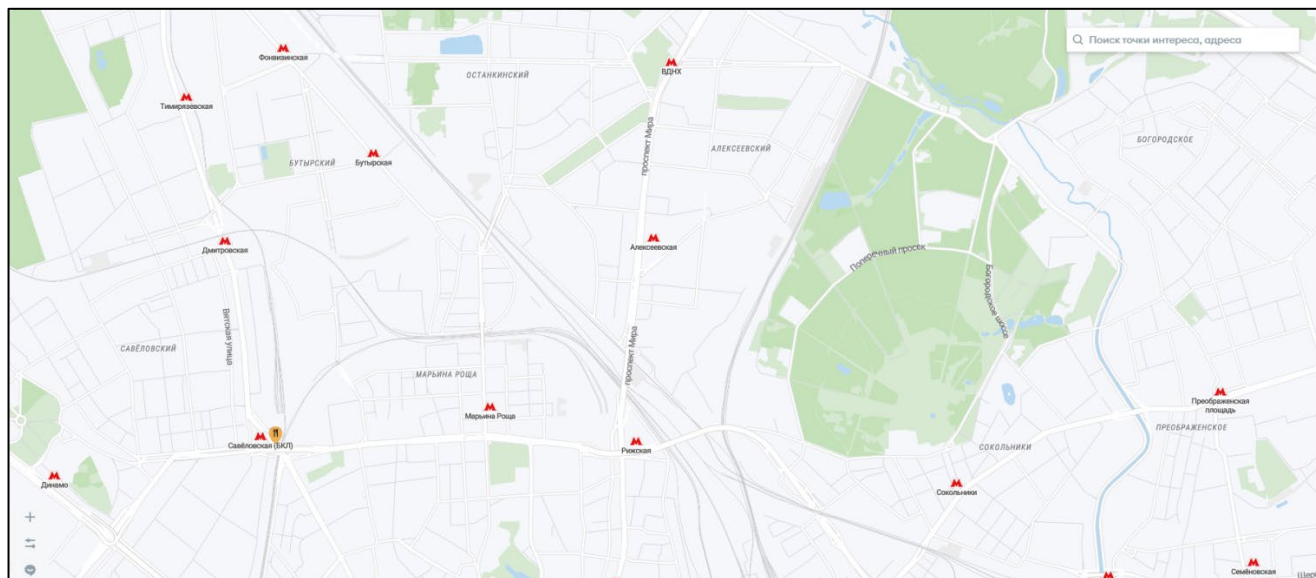 Поиск точки интереса, адреса
Фонвизинская
ВДНХ
ОСТАНКИНСКИЙ
Тимирязевская
БОГОРОДСКОЕ
проспект Мира
АЛЕКСЕЕВСКИЙ
БУТЫРСКИЙ
Бутырская
Дмитровская
Алексеевская
Поперечный просек
Богородское шоссе
Вятская улица
САВЁЛОВСКИЙ
проспект Мира
МАРЬИНА РОЩА
Марьина Роща
Преображенская
площадь
ПРЕОБРАЖЕНСКОЕ
Савёловская (БКЛ)
Рижская
СОКОЛЬНИКИ
Динамо
Сокольники
Семёновская